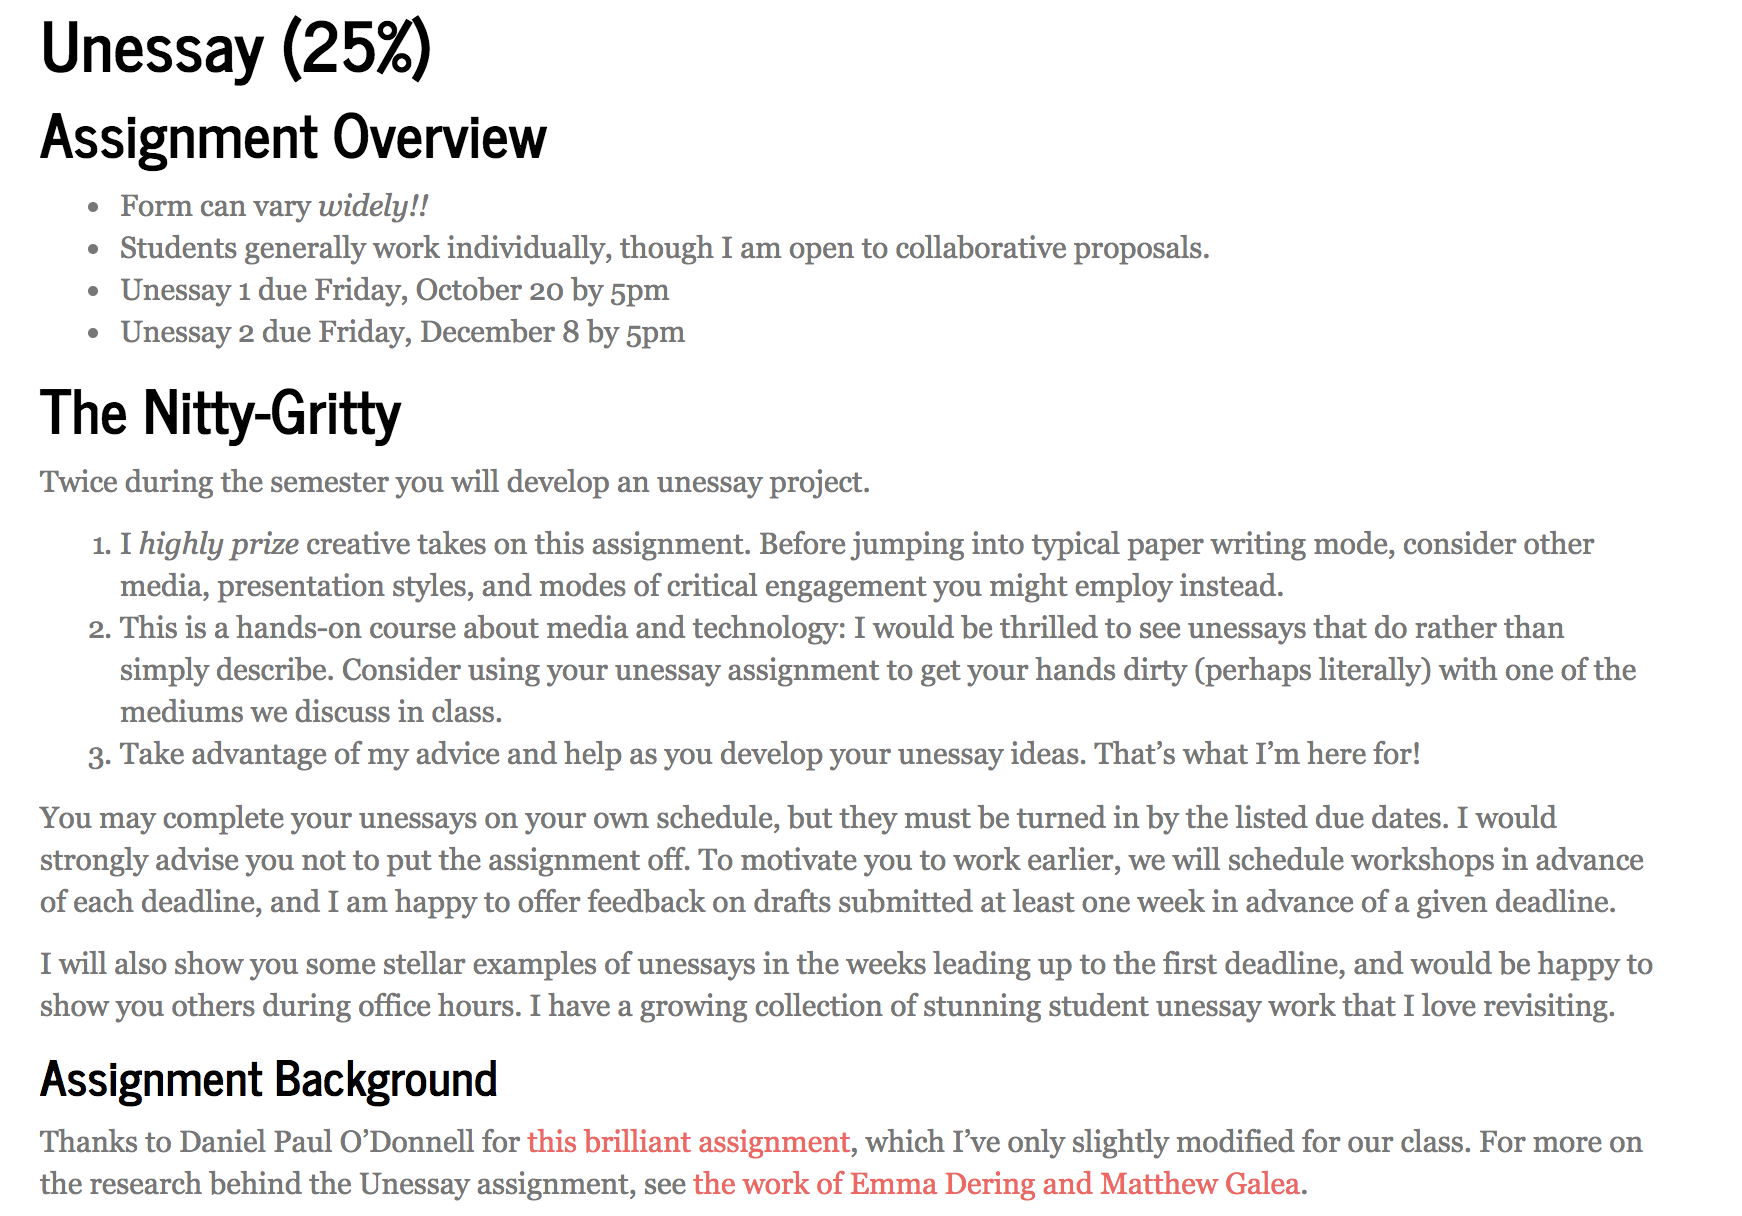 Unessay (25%)
Assignment Overview
• Form can vary widely!!
• Students generally work individually, though I am open to collaborative proposals.
• Unessay 1 due Friday, October 20 by 5pm
• Unessay 2 due Friday, December 8 by 5pm
The Nitty-Gritty
Twice during the semester you will develop an unessay project.
1. I highly prize creative takes on this assignment. Before jumping into typical paper writing mode, consider other
media, presentation styles, and modes of critical engagement you might employ instead.
2. This is a hands-on course about media and technology: I would be thrilled to see unessays that do rather than
simply describe. Consider using your unessay assignment to get your hands dirty (perhaps literally) with one of the
mediums we discuss in class.
3. Take advantage of my advice and help as you develop your unessay ideas. That’s what I’m here for!
You may complete your unessays on your own schedule, but they must be turned in by the listed due dates. I would
strongly advise you not to put the assignment off. To motivate you to work earlier, we will schedule workshops in advance
of each deadline, and I am happy to offer feedback on drafts submitted at least one week in advance of a given deadline.
I will also show you some stellar examples of unessays in the weeks leading up to the first deadline, and would be happy to
show you others during office hours. I have a growing collection of stunning student unessay work that I love revisiting.
Assignment Background
Thanks to Daniel Paul O’Donnell for this brilliant assignment, which I’ve only slightly modified for our class. For more on
the research behind the Unessay assignment, see the work of Emma Dering and Matthew Galea.